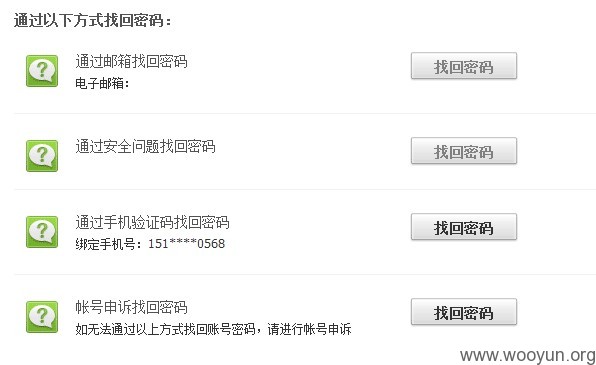 通过以下方式找回密码：
通过邮箱找回密码
找回密码
电子邮箱：
通过安全问题找回密码
找回密码
通过手机验证码找回密码
找回密码
绑定手机号：151****0568
帐号申诉找回密码
找回密码
如无法通过以上方式找回账号密码，请进行帐号申诉
www.wooyun.org